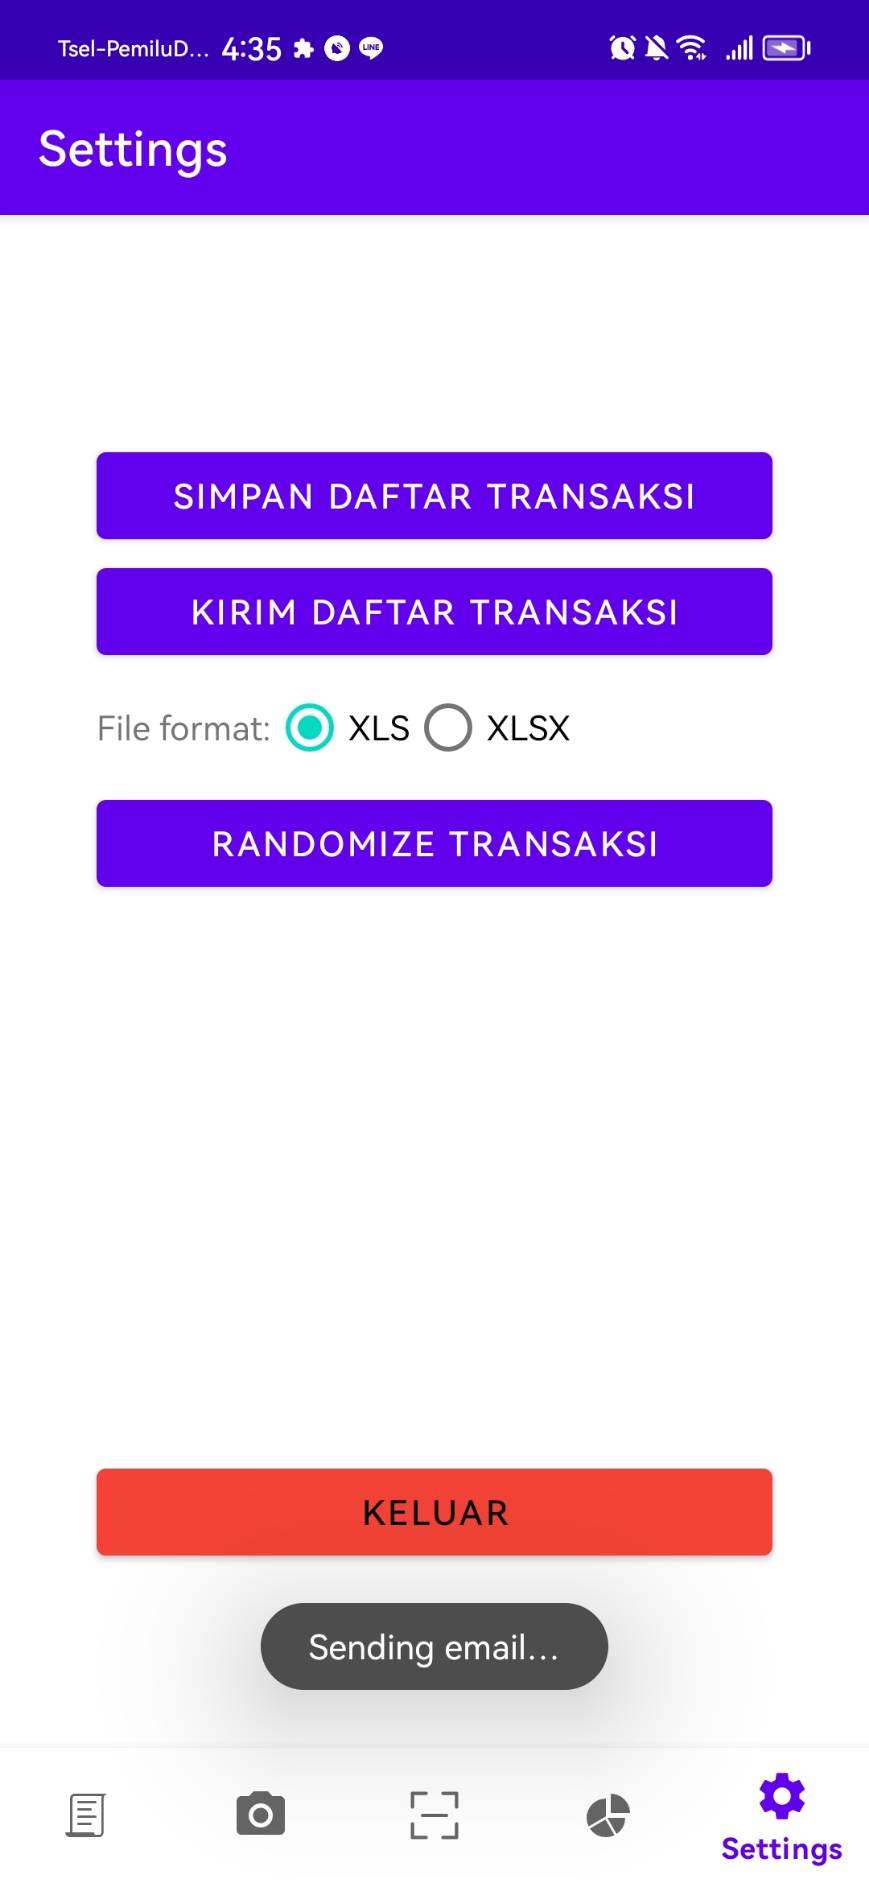 Tsel-PemiluD... 4:35
LINE
Settings
SIMPAN DAFTAR TRANSAKSI
KIRIM DAFTAR TRANSAKSI
File format: XLS XLSX
RANDOMIZE TRANSAKSI
KELUAR
Sending email...
Settings